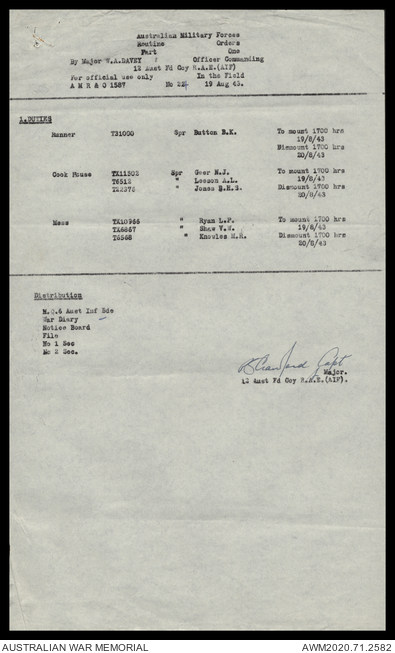 Australian Military Forces
Routine Orders
Part One
By Major W.A.DAVEY Officer Commanding
12 Aust Fd Coy R.A.E.(AIF)
For official use only In the Field
A M R & O 1587 No 224 19 Aug 43.
1.DUTIES
Runner T31000 Spr Button R.K. To mount 1700 hrs
19/8/43
Dismount 1700 hrs
20/8/43
Cook House TX11302 Spr Geer N.J. To mount 1700 hrs
T6512 " Lesson A.L. 19/8/43
TX2375 " Jones B.H.S. Dismount 1700 hrs
20/8/43
Mess TX10966 " Ryan L.F. To mount 1700 hrs
TX6867 " Shaw V.W. 19/8/43
T8568 " Knowles M.R. Dismount 1700 hrs
20/8/43
Distribution
H.Q.6 Aust Inf Bde
War Diary
Notice Board
File
No 1 Sec
No 2 Sec.
Capt
Major.
12 Aust Fd Coy R.A.E.(AIF).
AUSTRALIAN WAR MEMORIAL AWM2020.71.2582